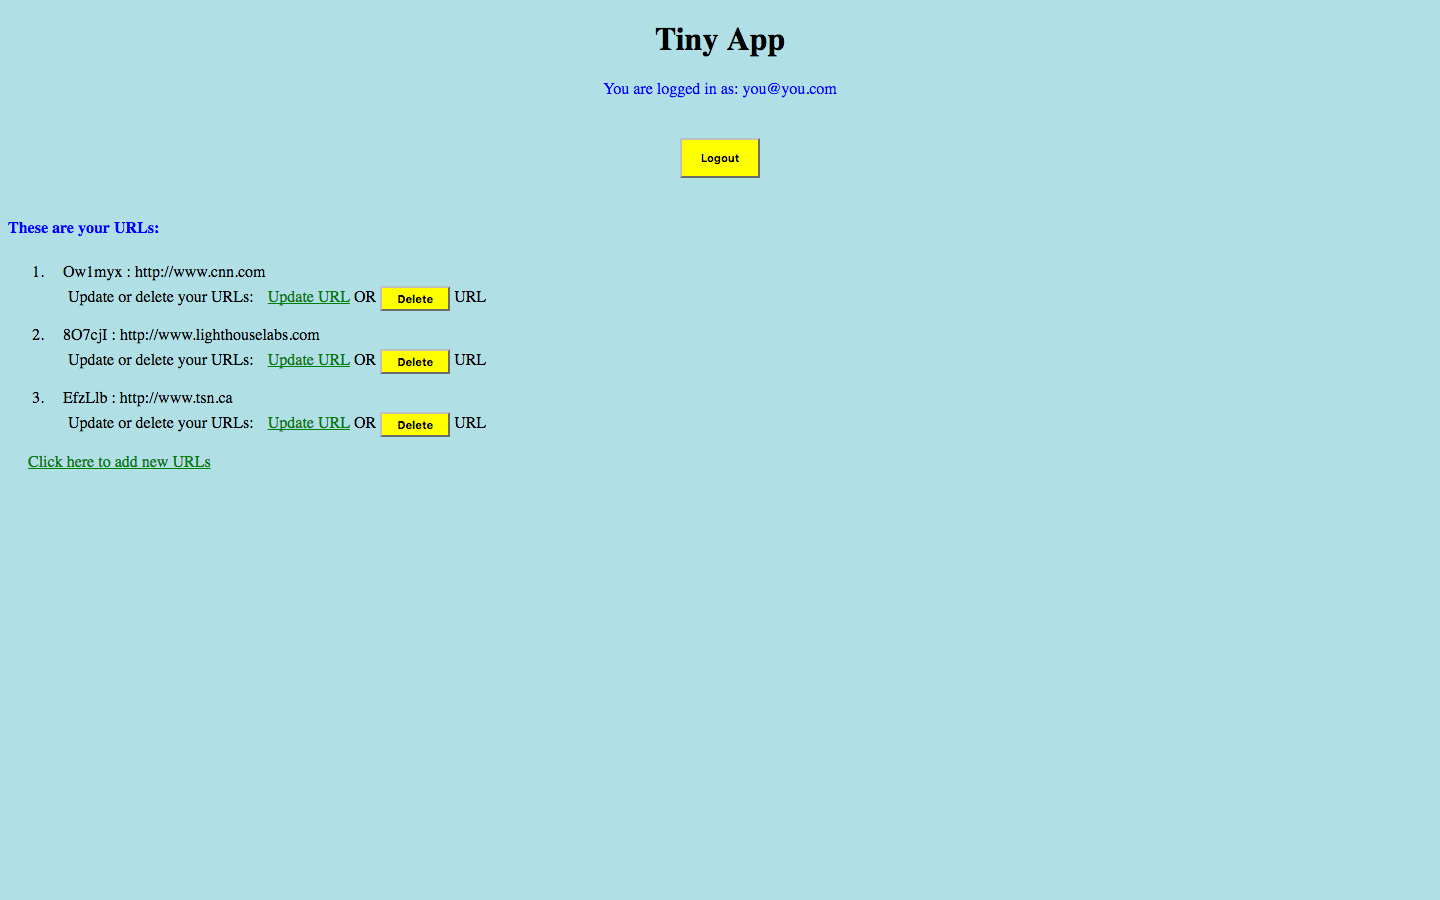 Tiny App
You are logged in as: you@you.com
Logout
These are your URLs:
1. Ow1myx : http://www.cnn.com
Update or delete your URLs: Update URL OR Delete URL
2. 8O7cjI : http://www.lighthouselabs.com
Update or delete your URLs: Update URL OR Delete URL
3. EfzLlb : http://www.tsn.ca
Update or delete your URLs: Update URL OR Delete URL
Click here to add new URLs